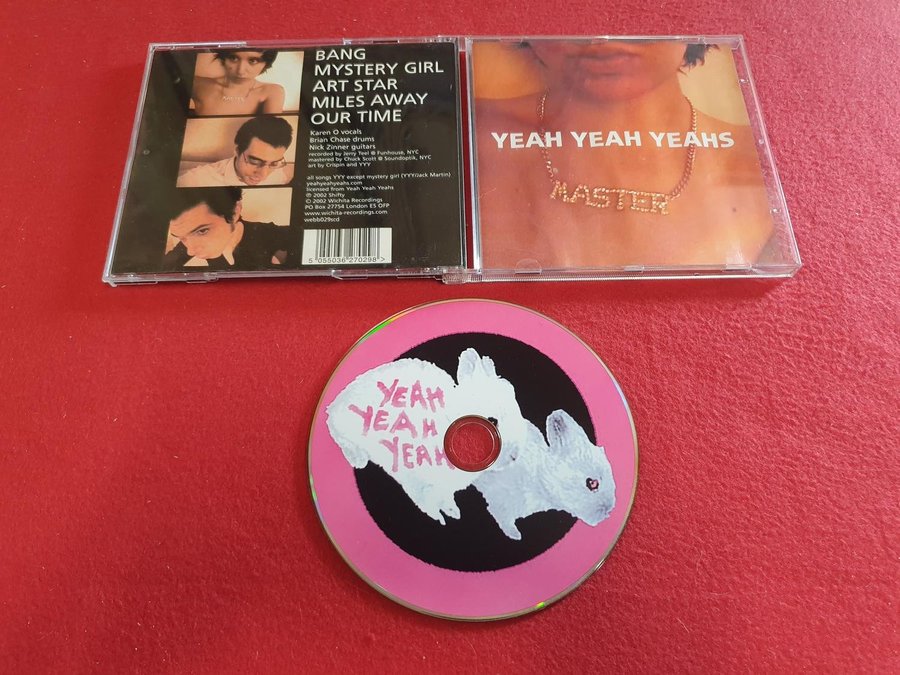 BANG
MYSTERY GIRL
ART STAR
MILES AWAY
OUR TIME
Karen O vocals
Brian Chase drums
Nick Zinner guitars
recorded by Jerry Teel @ Funhouse, NYC
mastered by Chuck Scott @ Soundoptik, NYC
art by Crispin and YYY
all songs YYY except mystery girl (YYY/Jack Martin)
yeahyeahyeahs.com
licensed from Yeah Yeah Yeahs
℗ 2002 Shifty
© 2002 Wichita Recordings
PO Box 27754 London E5 OFP
www.wichita-recordings.com
webb029scd
5 055036 270298 >
MASTER
YEAH YEAH YEAHS
MASTER
YEAH
YEAH
YEAH